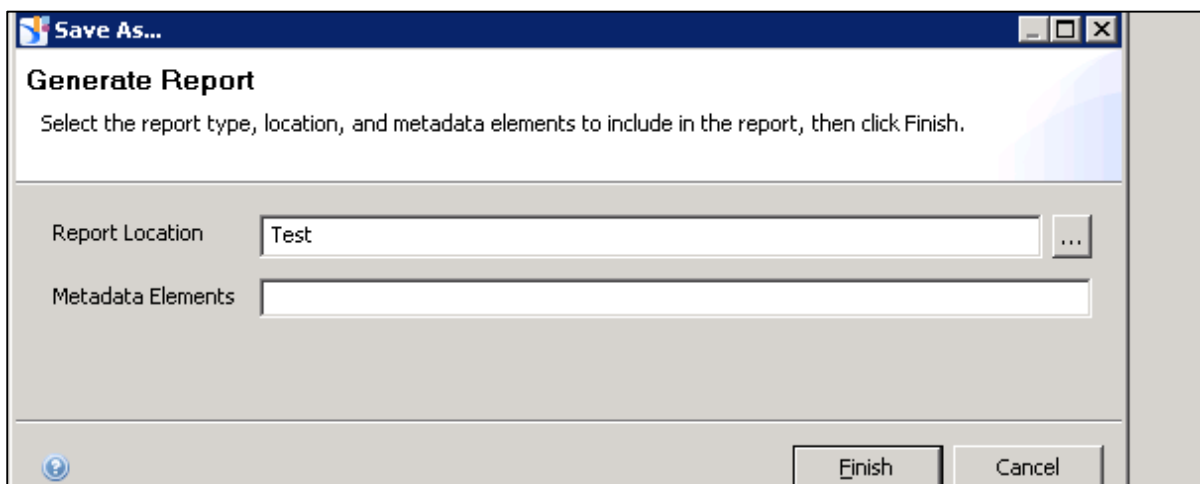 Save As...
Generate Report
Select the report type, location, and metadata elements to include in the report, then click Finish.
Report Location
Test
...
Metadata Elements
Finish
Cancel